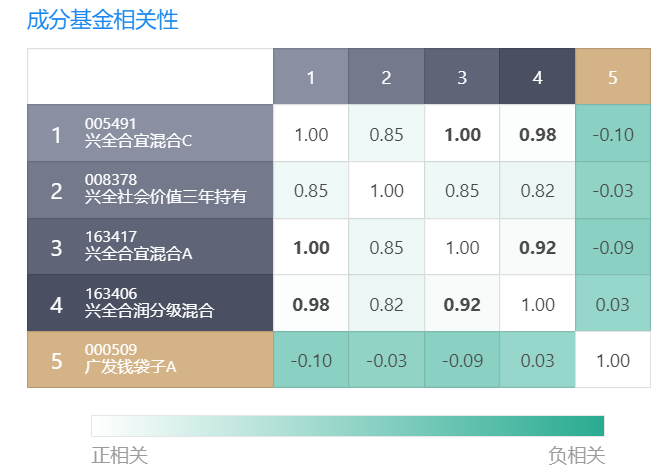 成分基金相关性
1 2 3 4 5
1 005491 兴全合宜混合C 1.00 0.85 1.00 0.98 -0.10
2 008378 兴全社会价值三年持有 0.85 1.00 0.85 0.82 -0.03
3 163417 兴全合宜混合A 1.00 0.85 1.00 0.92 -0.09
4 163406 兴全合润分级混合 0.98 0.82 0.92 1.00 0.03
5 000509 广发钱袋子A -0.10 -0.03 -0.09 0.03 1.00
正相关 负相关